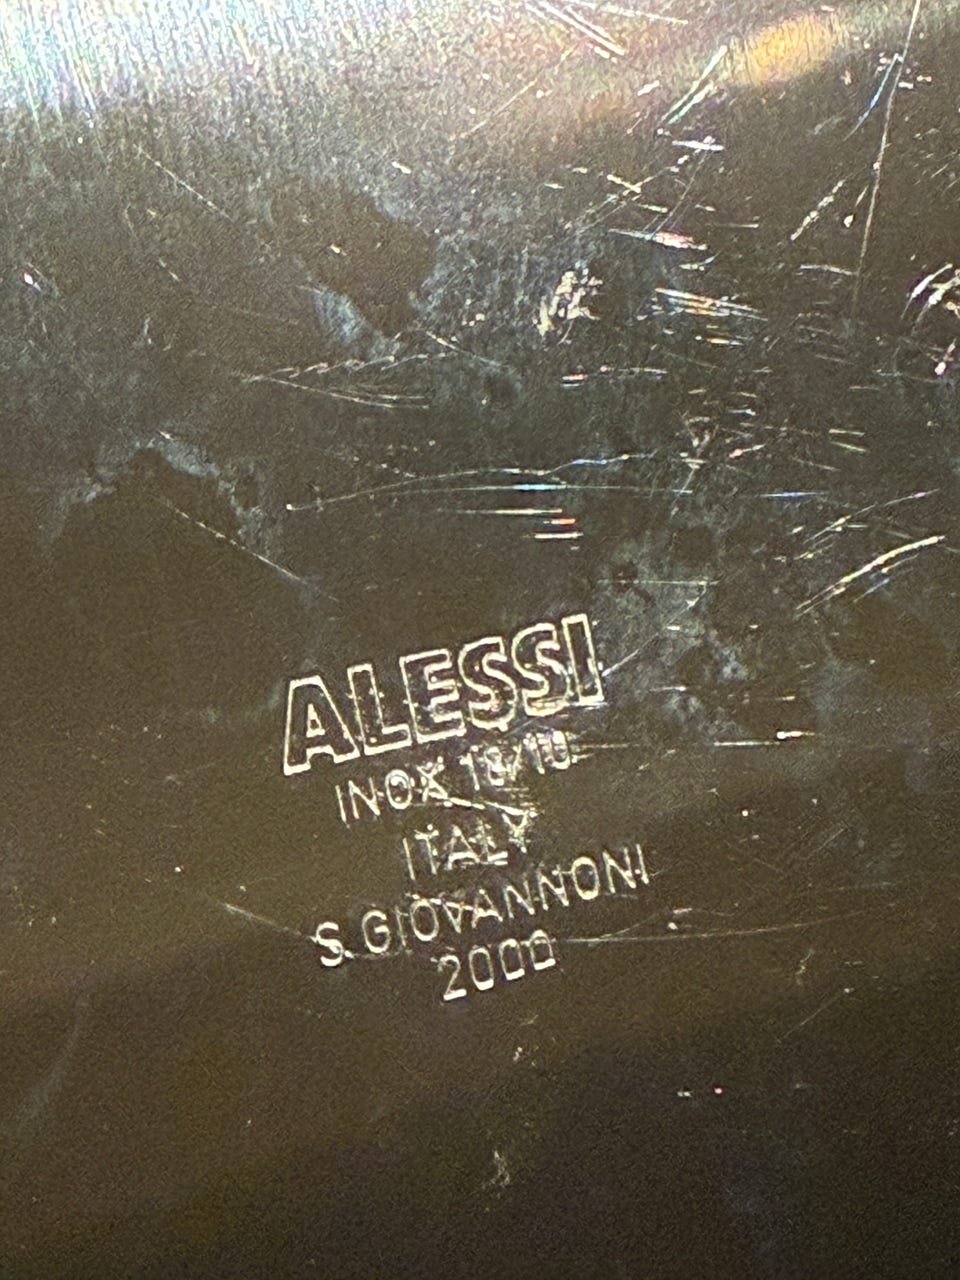 ALESSI
INOX 18/10
ITALY
S. GIOVANNONI
2000